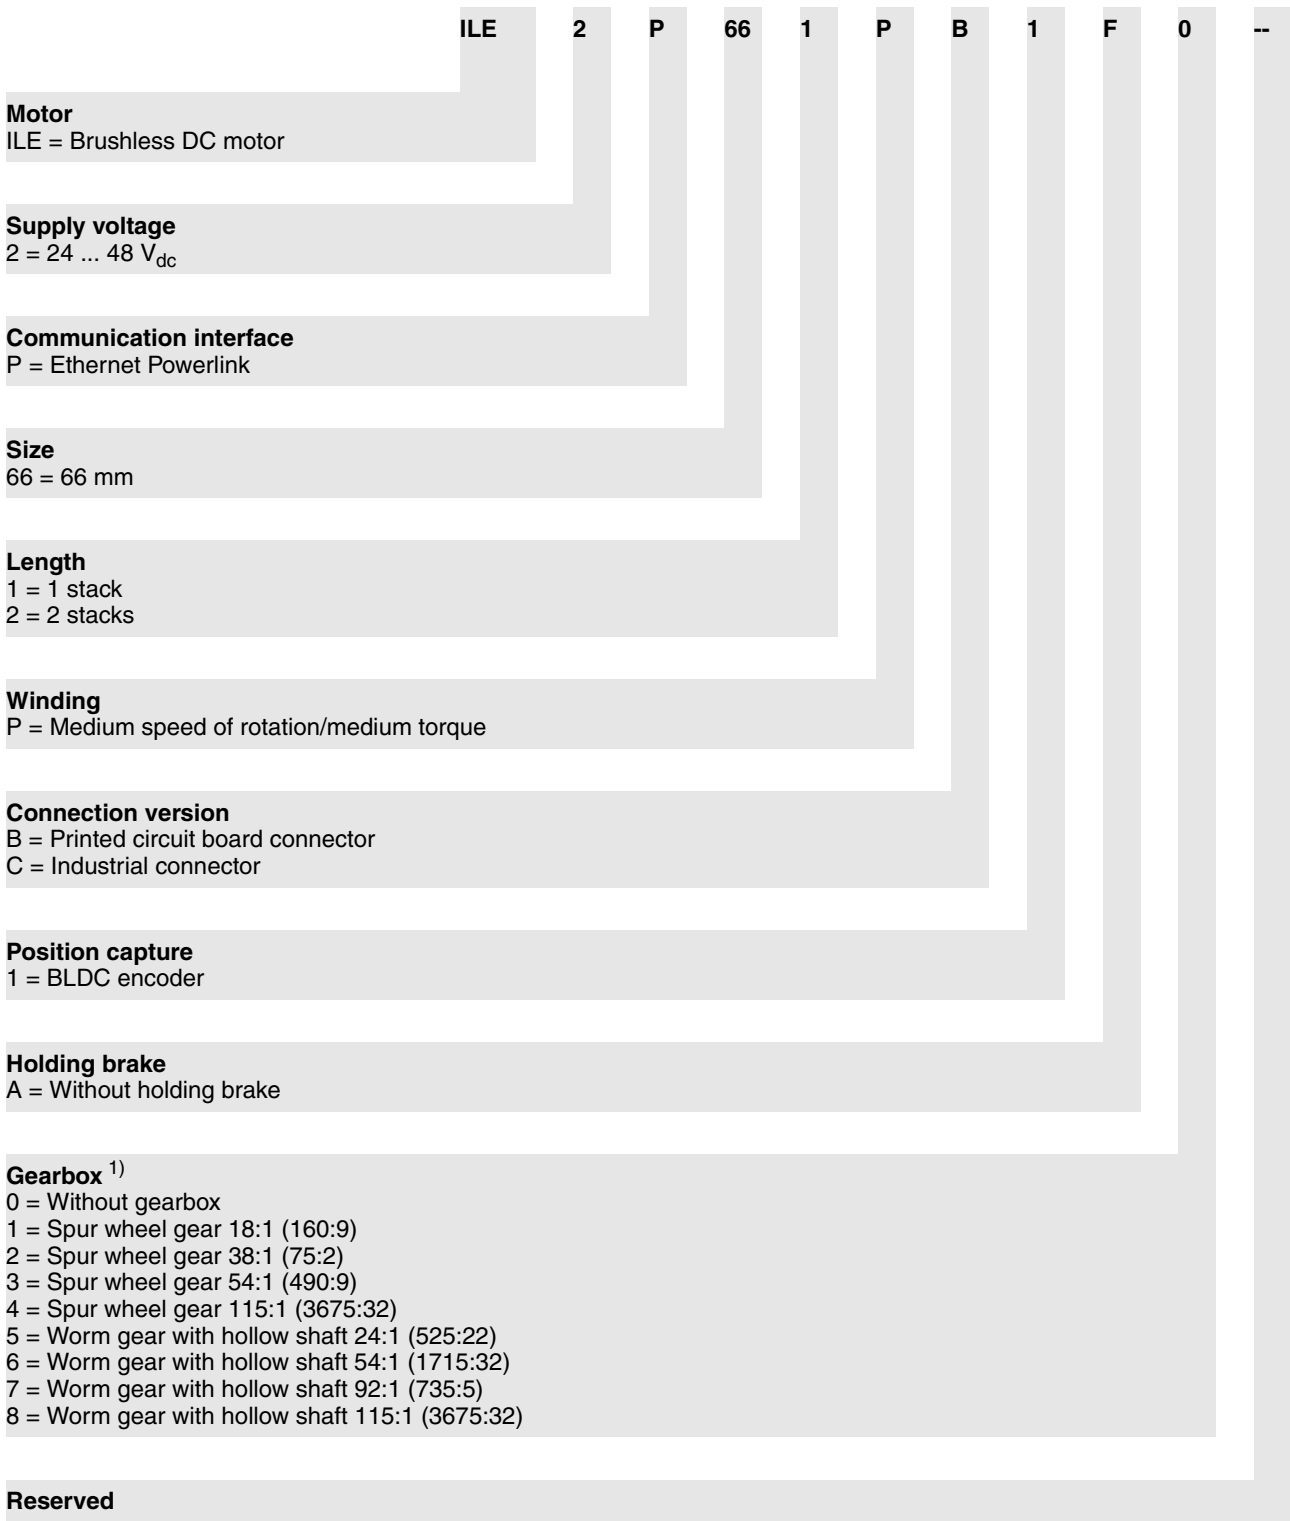 ILE 2 P 66 1 P B 1 F 0 --
Motor
ILE = Brushless DC motor
Supply voltage
2 = 24 ... 48 Vdc
Communication interface
P = Ethernet Powerlink
Size
66 = 66 mm
Length
1 = 1 stack
2 = 2 stacks
Winding
P = Medium speed of rotation/medium torque
Connection version
B = Printed circuit board connector
C = Industrial connector
Position capture
1 = BLDC encoder
Holding brake
A = Without holding brake
Gearbox 1)
0 = Without gearbox
1 = Spur wheel gear 18:1 (160:9)
2 = Spur wheel gear 38:1 (75:2)
3 = Spur wheel gear 54:1 (490:9)
4 = Spur wheel gear 115:1 (3675:32)
5 = Worm gear with hollow shaft 24:1 (525:22)
6 = Worm gear with hollow shaft 54:1 (1715:32)
7 = Worm gear with hollow shaft 92:1 (735:5)
8 = Worm gear with hollow shaft 115:1 (3675:32)
Reserved